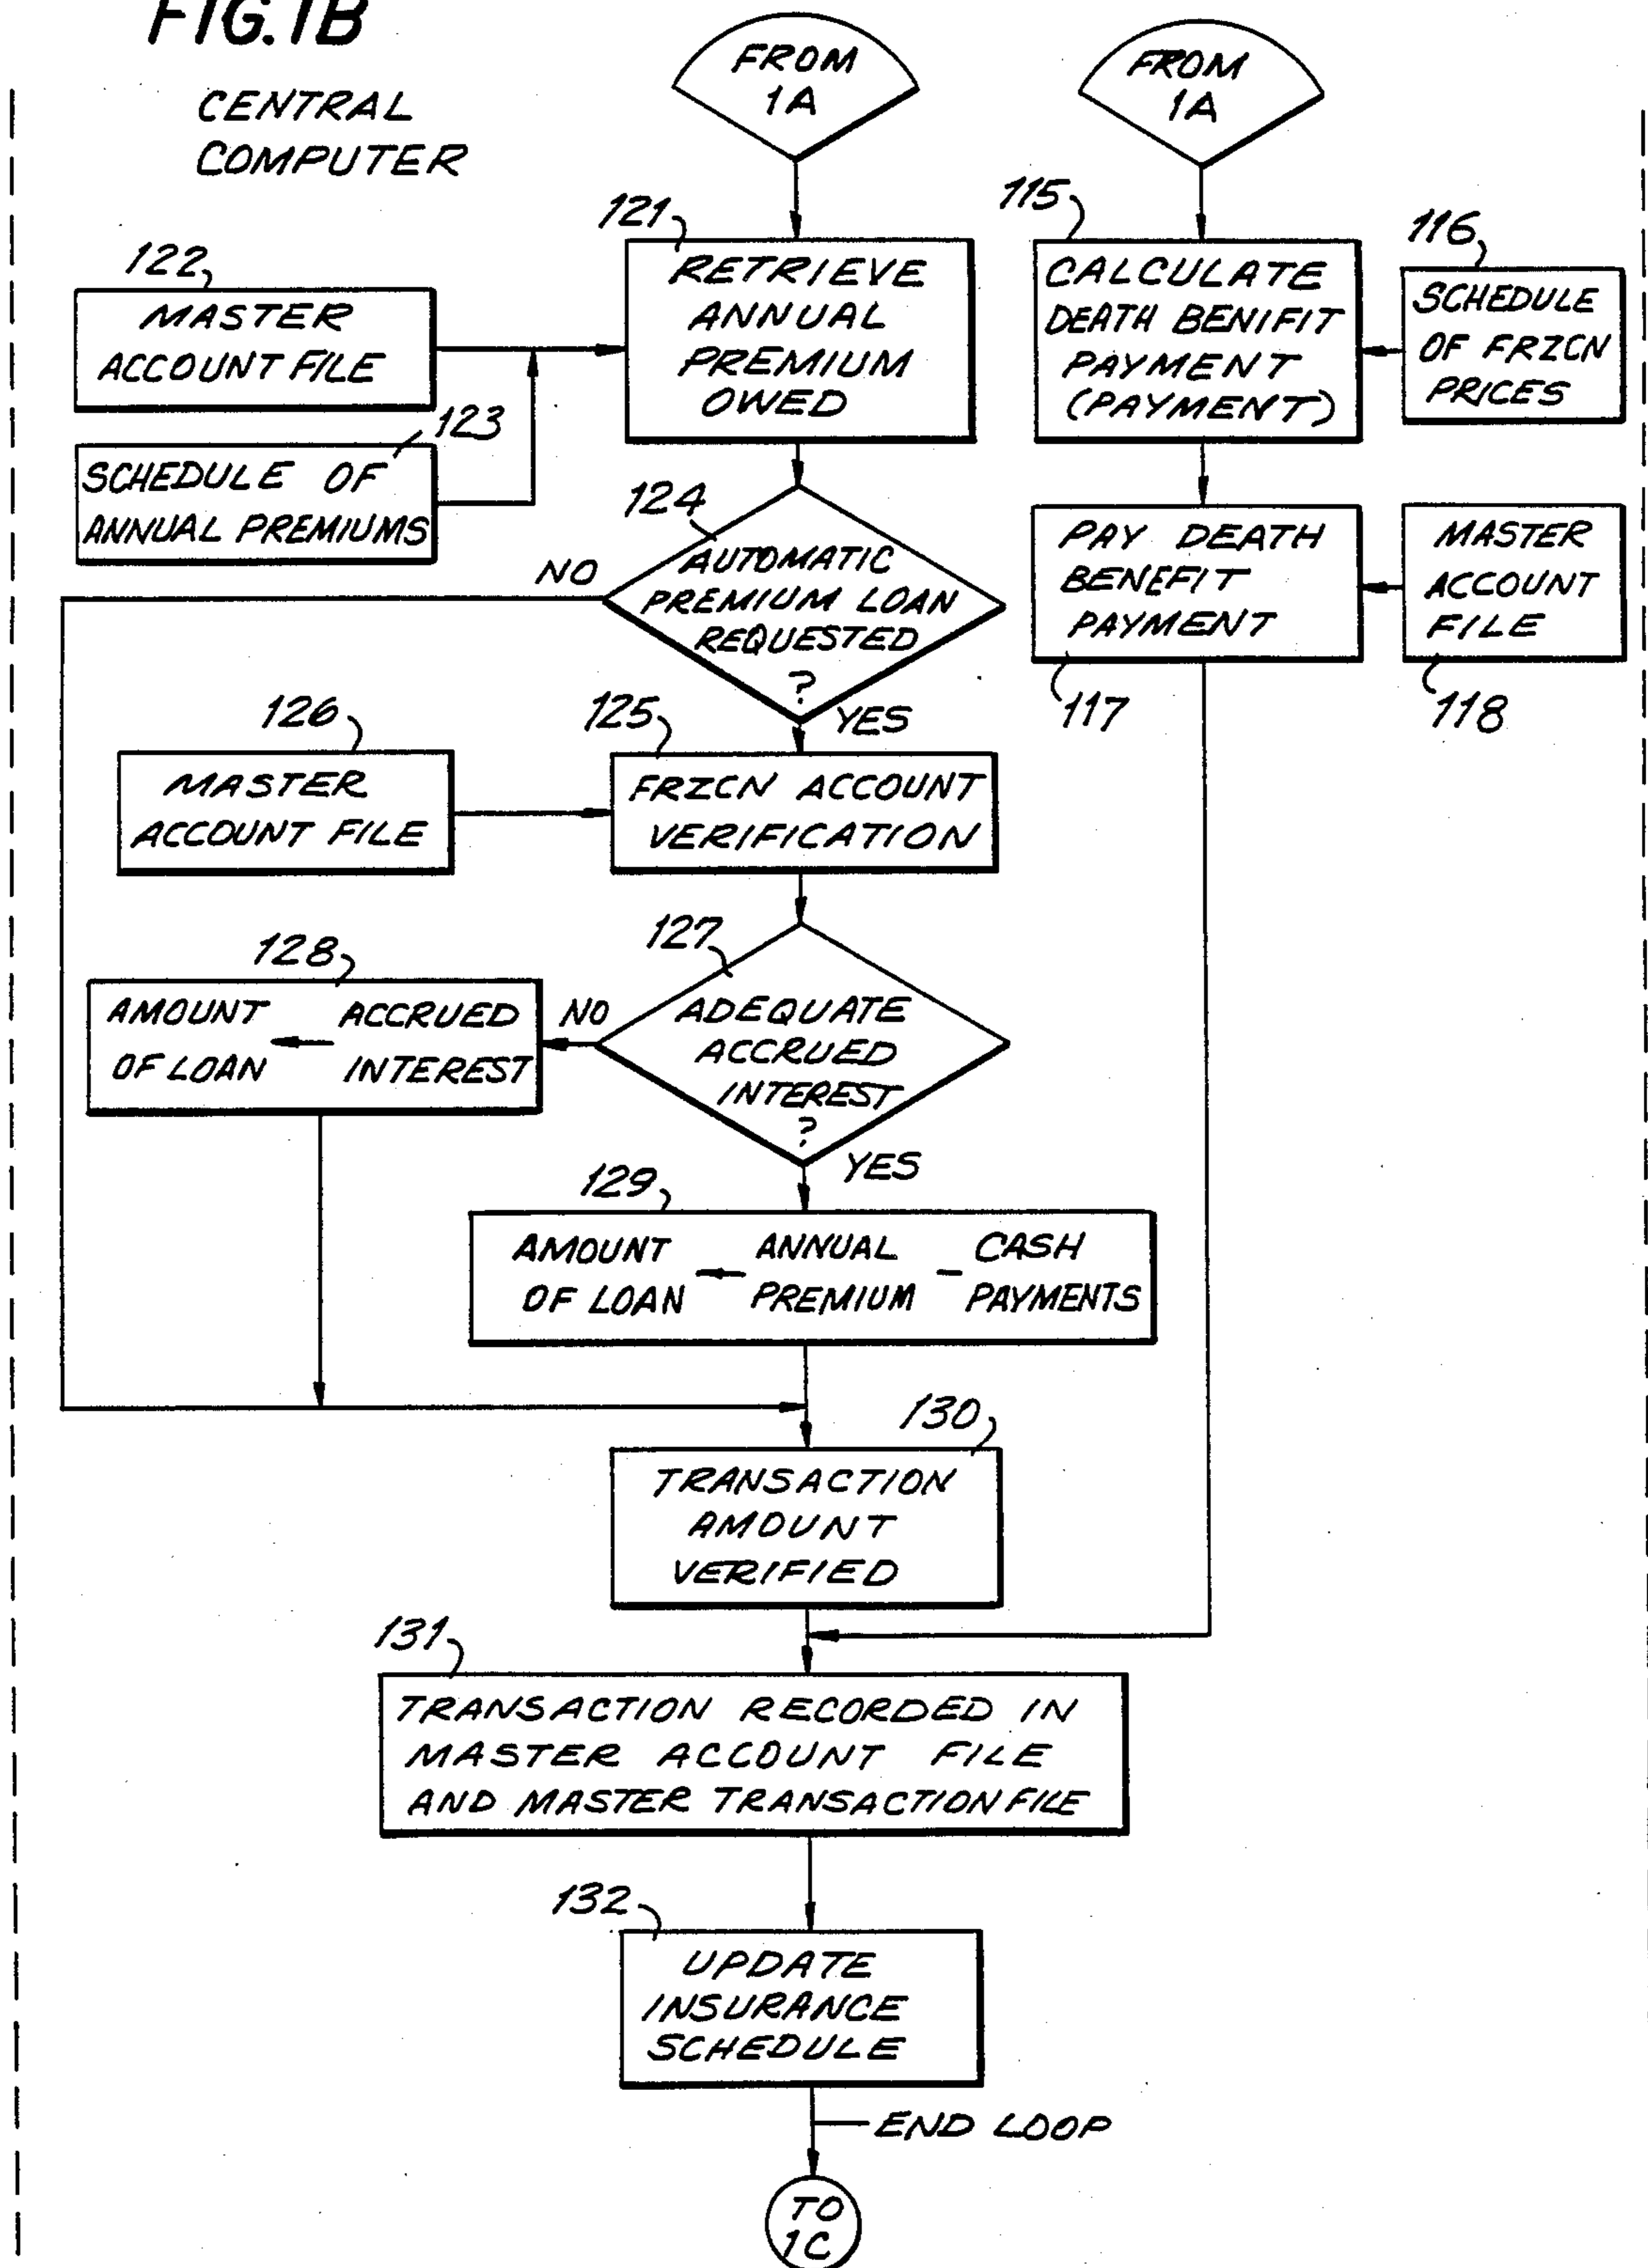 FIG. 1B
CENTRAL
COMPUTER
FROM
1A
FROM
1A
121
RETRIEVE
ANNUAL
PREMIUM
OWED
115
CALCULATE
DEATH BENIFIT
PAYMENT
(PAYMENT)
116
SCHEDULE
OF FRZCN
PRICES
122
MASTER
ACCOUNT FILE
123
SCHEDULE OF
ANNUAL PREMIUMS
124
AUTOMATIC
PREMIUM LOAN
REQUESTED
?
NO
YES
PAY DEATH
BENEFIT
PAYMENT
117
MASTER
ACCOUNT
FILE
118
126
MASTER
ACCOUNT FILE
125
FRZCN ACCOUNT
VERIFICATION
127
ADEQUATE
ACCRUED
INTEREST
?
NO
YES
128
AMOUNT ← ACCRUED
OF LOAN INTEREST
129
AMOUNT ← ANNUAL – CASH
OF LOAN PREMIUM PAYMENTS
130
TRANSACTION
AMOUNT
VERIFIED
131
TRANSACTION RECORDED IN
MASTER ACCOUNT FILE
AND MASTER TRANSACTION FILE
132
UPDATE
INSURANCE
SCHEDULE
END LOOP
TO
1C